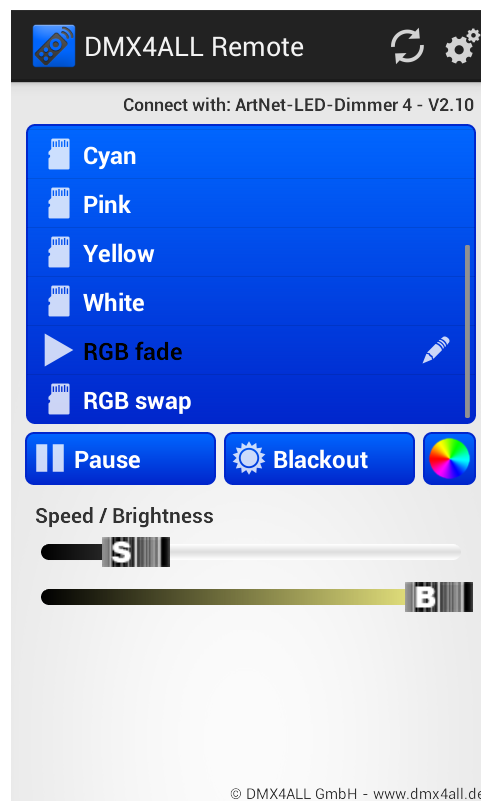 DMX4ALL Remote
Connect with: ArtNet-LED-Dimmer 4 - V2.10
Cyan
Pink
Yellow
White
RGB fade
RGB swap
Pause
Blackout
Speed / Brightness
S
B
© DMX4ALL GmbH - www.dmx4all.de